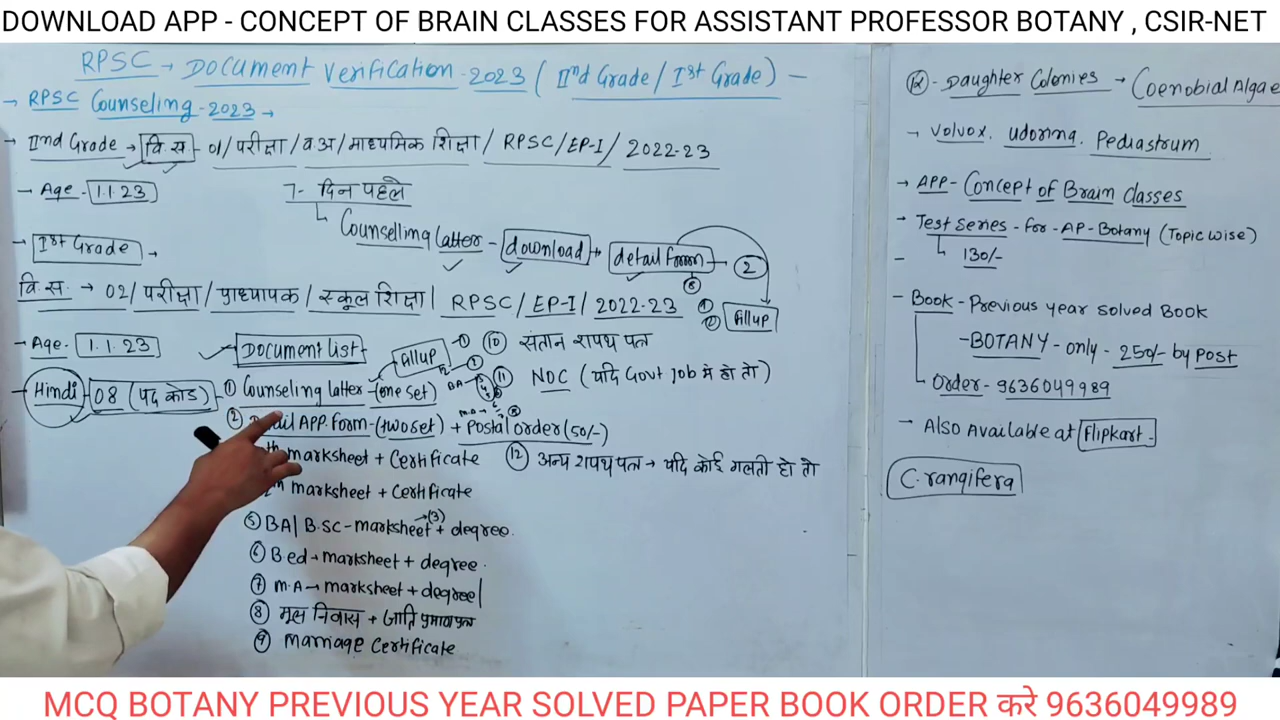 DOWNLOAD APP - CONCEPT OF BRAIN CLASSES FOR ASSISTANT PROFESSOR BOTANY , CSIR-NET
RPSC → Document Verification - 2023 ( IInd Grade / Ist Grade ) -
→ RPSC Counseling-2023 →
→ IInd Grade → वि.स 01/परीक्षा/व.अ/माध्यमिक शिक्षा/ RPSC/EP-I/ 2022-23
- Age - 1.1.23
7- दिन पहले
Counselling Latter - download → detail form → 2
fillup
→ Ist Grade →
वि.स. → 02/परीक्षा/प्राध्यापक/स्कूल शिक्षा/ RPSC/EP-I/ 2022-23
- Age - 1.1.23
Document List
- Hindi - 08 (पद कोड)
fillup
① Counseling Latter - (one set)
② App. form - (two set) + Postal order (50/-)
marksheet + Certificate
marksheet + Certificate
⑤ BA/ B.SC - marksheet + degree.
→(3)
⑥ Bed → marksheet + degree.
⑦ M.A → marksheet + degree
⑧ मूल निवास + जाति प्रमाण पत्र
⑨ Marriage Certificate
⑩ संतान शपथ पत्र
⑪ NOC (यदि Govt Job में हो तो)
⑫ अन्य शपथ पत्र → यदि कोई गलती हो तो
Daughter Colonies → Coenobial Algae
→ Volvox. Udorina. Pediastrum
→ APP - Concept of Brain classes
Test Series - for - AP - Botany (Topic wise)
130/-
- Book - Previous year solved Book
- BOTANY - only - 250/- by Post
Order - 9636049989
- Also Available at Flipkart.
C. rangifera
MCQ BOTANY PREVIOUS YEAR SOLVED PAPER BOOK ORDER करे 9636049989